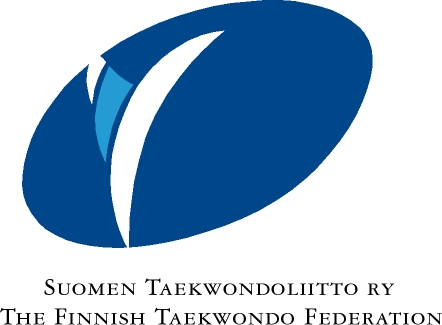 Suomen Taekwondoliitto ry
The Finnish Taekwondo Federation